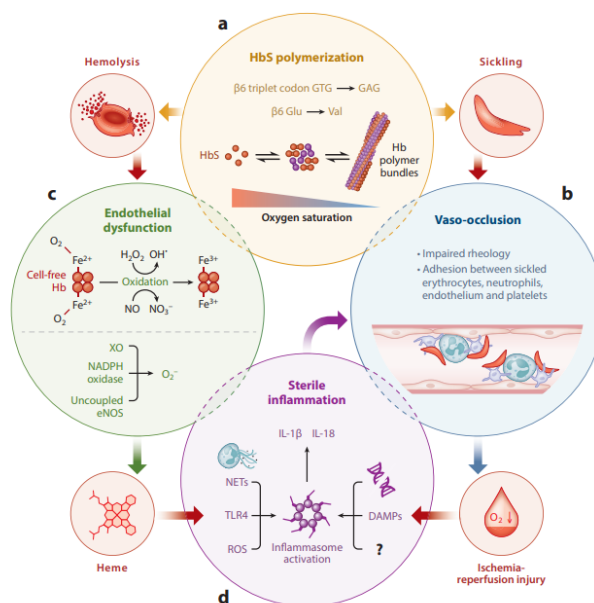 a
HbS polymerization
β6 triplet codon GTG → GAG
β6 Glu → Val
HbS
Hb
polymer
bundles
Oxygen saturation
Hemolysis
Sickling
c
Endothelial
dysfunction
O₂
Fe²⁺
Cell-free
Hb
Fe²⁺
O₂
H₂O₂ OH•
Oxidation
NO NO₃⁻
Fe³⁺
Fe³⁺
XO
NADPH
oxidase
Uncoupled
eNOS
O₂⁻
b
Vaso-occlusion
• Impaired rheology
• Adhesion between sickled
erythrocytes, neutrophils,
endothelium and platelets
Sterile
inflammation
IL-1β IL-18
NETs
TLR4
ROS
Inflammasome
activation
DAMPs
?
d
Heme
O₂ ↓
Ischemia-
reperfusion injury